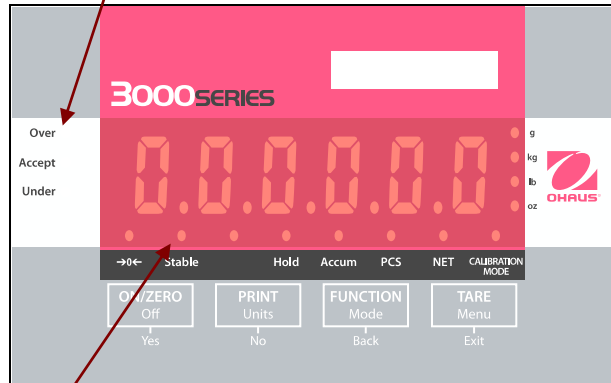 3000SERIES
Over
Accept
Under
0.0.0.0.0.0
g
kg
lb
oz
OHAUS
→0← Stable Hold Accum PCS NET CALIBRATION MODE
ON/ZERO PRINT FUNCTION TARE
Off Units Mode Menu
Yes No Back Exit